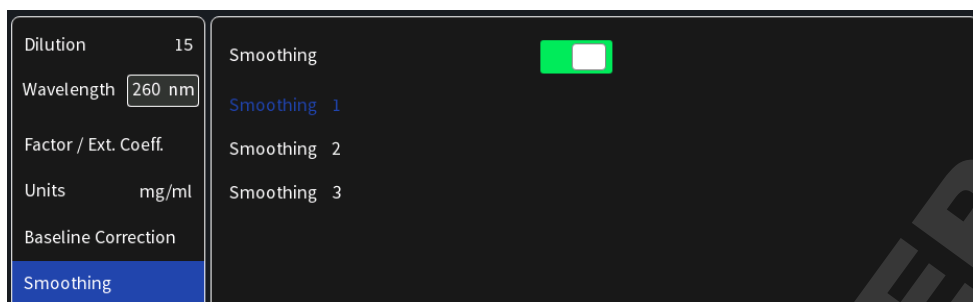 Dilution 15
Wavelength 260 nm
Factor / Ext. Coeff.
Units mg/ml
Baseline Correction
Smoothing
Smoothing
Smoothing 1
Smoothing 2
Smoothing 3